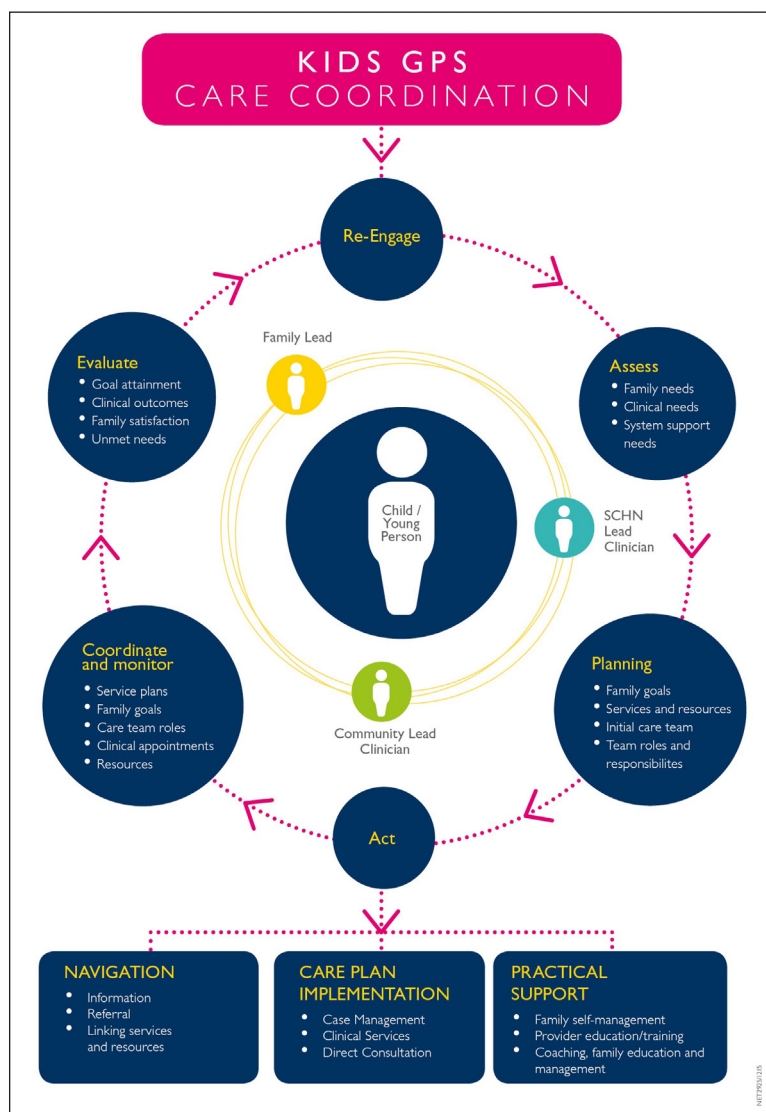 KIDS GPS
CARE COORDINATION
Re-Engage
Family Lead
Evaluate
• Goal attainment
• Clinical outcomes
• Family satisfaction
• Unmet needs
Assess
• Family needs
• Clinical needs
• System support
needs
Child /
Young
Person
SCHN
Lead
Clinician
Coordinate
and monitor
• Service plans
• Family goals
• Care team roles
• Clinical appointments
• Resources
Planning
• Family goals
• Services and resources
• Initial care team
• Team roles and
responsibilites
Community Lead
Clinician
Act
NAVIGATION
• Information
• Referral
• Linking services
and resources
CARE PLAN
IMPLEMENTATION
• Case Management
• Clinical Services
• Direct Consultation
PRACTICAL
SUPPORT
• Family self-management
• Provider education/training
• Coaching, family education and
management